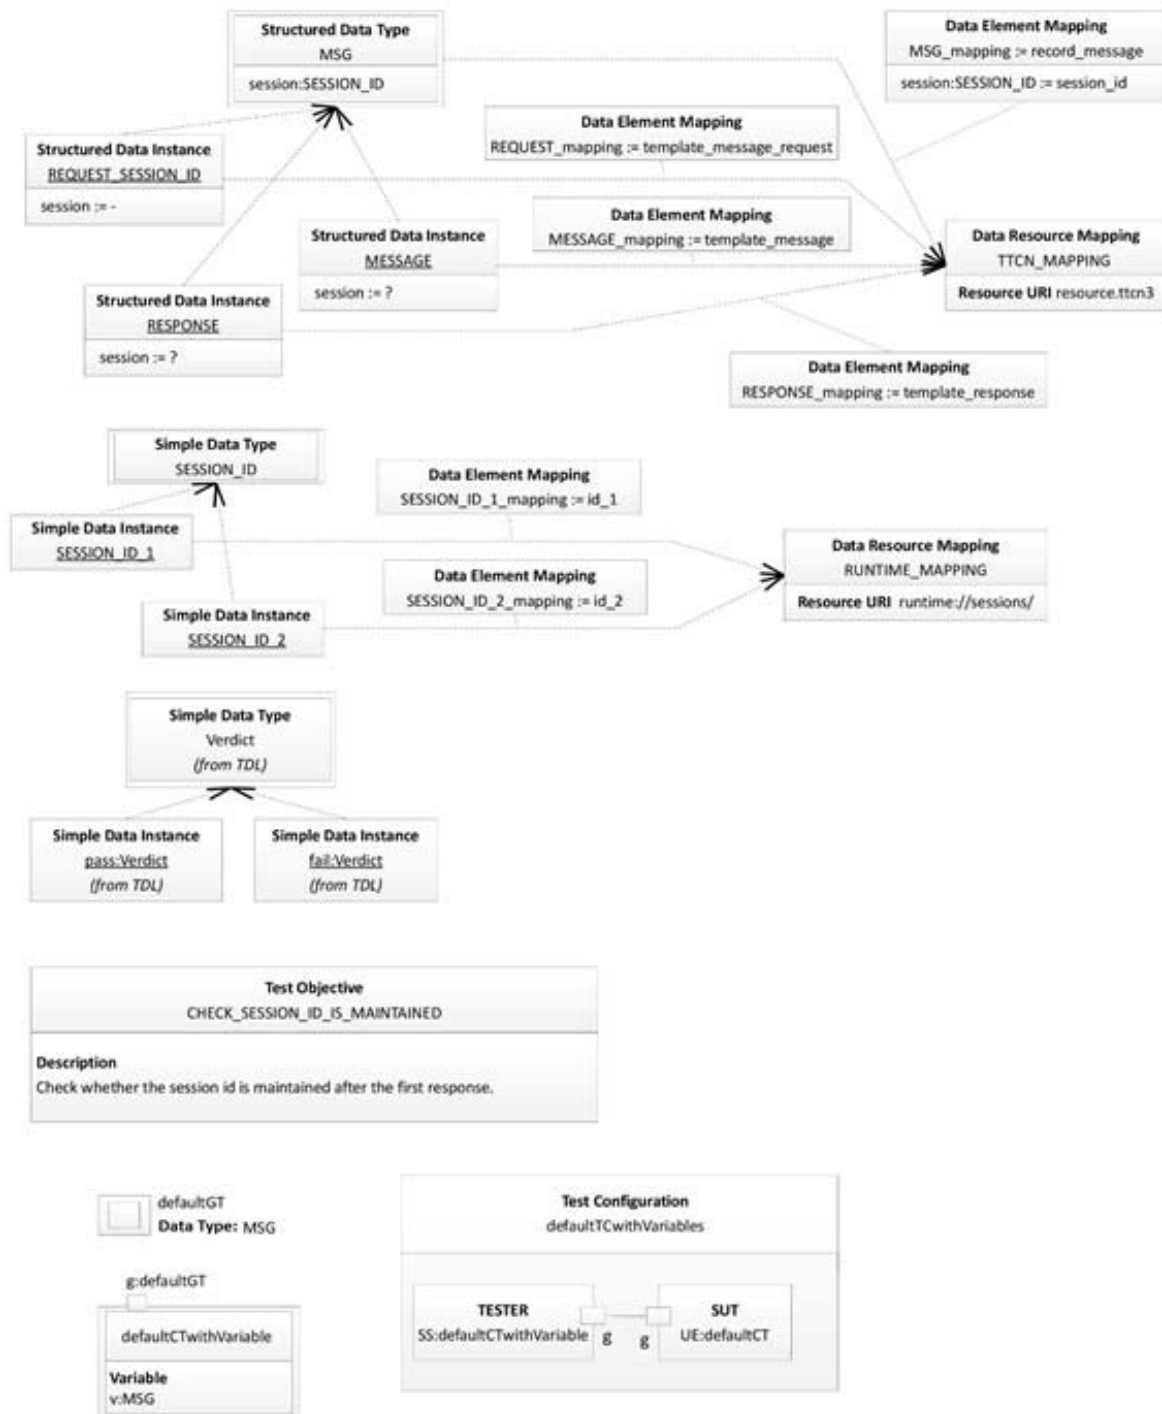 Structured Data Type
MSG
session:SESSION_ID
Data Element Mapping
MSG_mapping := record_message
session:SESSION_ID := session_id
Data Element Mapping
REQUEST_mapping := template_message_request
Structured Data Instance
REQUEST_SESSION_ID
session := -
Data Element Mapping
MESSAGE_mapping := template_message
Structured Data Instance
MESSAGE
session := ?
Data Resource Mapping
TTCN_MAPPING
Resource URI resource.ttcn3
Structured Data Instance
RESPONSE
session := ?
Data Element Mapping
RESPONSE_mapping := template_response
Simple Data Type
SESSION_ID
Data Element Mapping
SESSION_ID_1_mapping := id_1
Simple Data Instance
SESSION_ID_1
Data Resource Mapping
RUNTIME_MAPPING
Resource URI runtime://sessions/
Data Element Mapping
SESSION_ID_2_mapping := id_2
Simple Data Instance
SESSION_ID_2
Simple Data Type
Verdict
(from TDL)
Simple Data Instance
pass:Verdict
(from TDL)
Simple Data Instance
fail:Verdict
(from TDL)
Test Objective
CHECK_SESSION_ID_IS_MAINTAINED
Description
Check whether the session id is maintained after the first response.
defaultGT
Data Type: MSG
g:defaultGT
defaultCTwithVariable
Variable
v:MSG
Test Configuration
defaultTCwithVariables
TESTER
SS:defaultCTwithVariable
g
g
SUT
UE:defaultCT